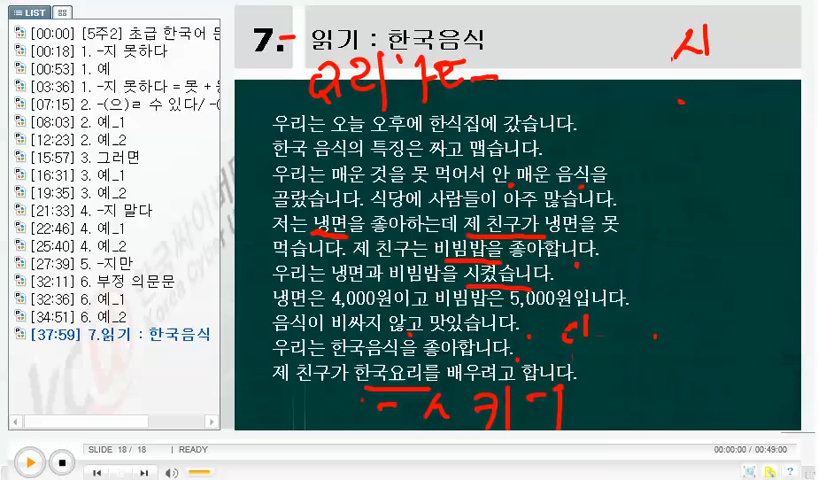 LIST
[00:00] [5주2] 초급 한국어 문
[00:18] 1. -지 못하다
[00:53] 1. 예
[03:36] 1. -지 못하다 = 못 + 동
[07:15] 2. -(으)ㄹ 수 있다/ -(
[08:03] 2. 예_1
[12:23] 2. 예_2
[15:57] 3. 그러면
[16:31] 3. 예_1
[19:35] 3. 예_2
[21:33] 4. -지 말다
[22:46] 4. 예_1
[25:40] 4. 예_2
[27:39] 5. -지만
[32:11] 6. 부정 의문문
[32:36] 6. 예_1
[34:51] 6. 예_2
[37:59] 7.읽기 : 한국음식
7. 읽기 : 한국음식
시
우리는 오늘 오후에 한식집에 갔습니다.
한국 음식의 특징은 짜고 맵습니다.
우리는 매운 것을 못 먹어서 안 매운 음식을
골랐습니다. 식당에 사람들이 아주 많습니다.
저는 냉면을 좋아하는데 제 친구가 냉면을 못
먹습니다. 제 친구는 비빔밥을 좋아합니다.
우리는 냉면과 비빔밥을 시켰습니다.
냉면은 4,000원이고 비빔밥은 5,000원입니다.
음식이 비싸지 않고 맛있습니다.
우리는 한국음식을 좋아합니다.
제 친구가 한국요리를 배우려고 합니다.
SLIDE 18 / 18
READY
00:00:00 / 00:49:00